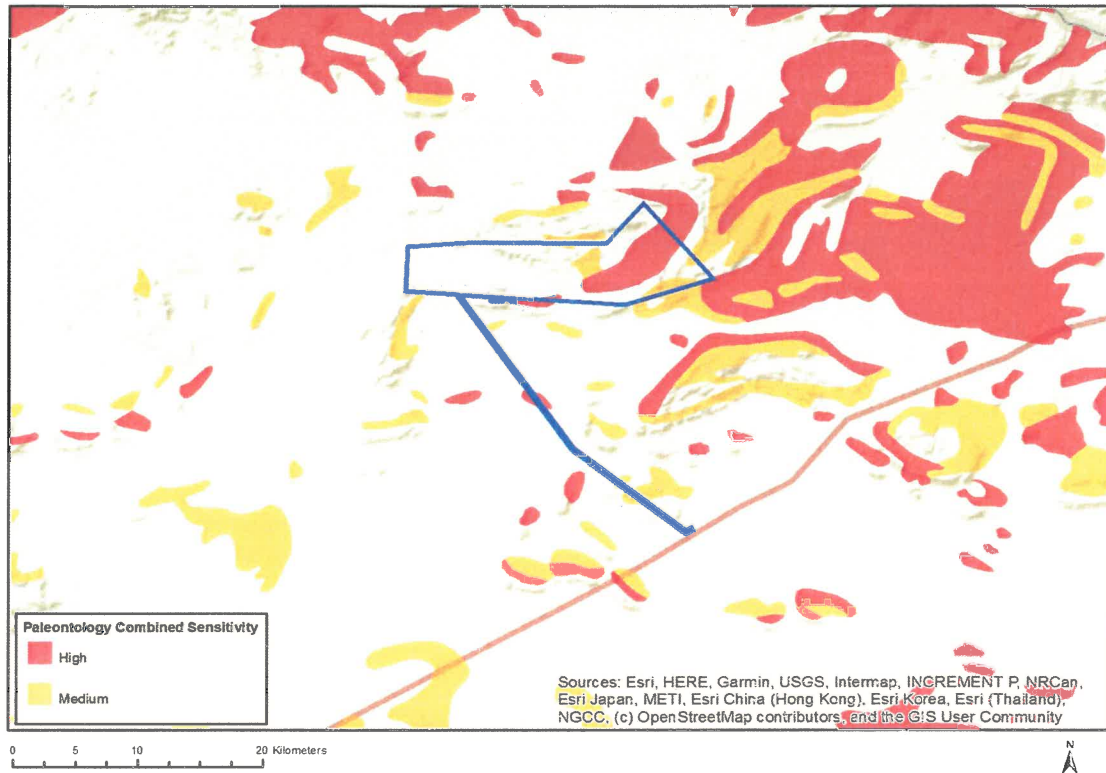 Paleontology Combined Sensitivity
High
Medium
Sources: Esri, HERE, Garmin, USGS, Intermap, INCREMENT P, NRCan,
Esri Japan, METI, Esri China (Hong Kong), Esri Korea, Esri (Thailand),
NGCC, (c) OpenStreetMap contributors, and the GIS User Community
0 5 10 20 Kilometers
N